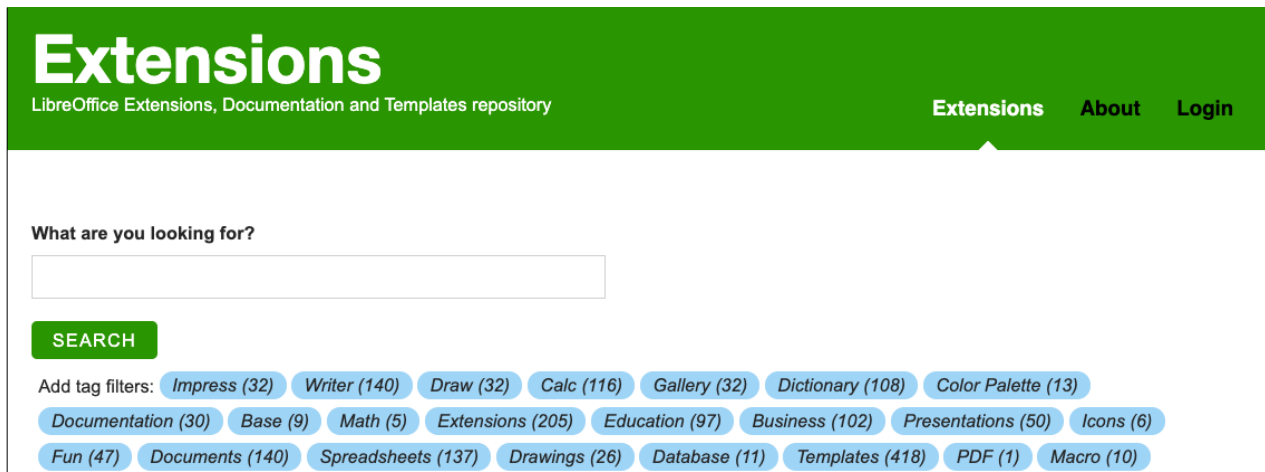 Extensions
LibreOffice Extensions, Documentation and Templates repository
Extensions About Login
What are you looking for?
SEARCH
Add tag filters: Impress (32) Writer (140) Draw (32) Calc (116) Gallery (32) Dictionary (108) Color Palette (13)
Documentation (30) Base (9) Math (5) Extensions (205) Education (97) Business (102) Presentations (50) Icons (6)
Fun (47) Documents (140) Spreadsheets (137) Drawings (26) Database (11) Templates (418) PDF (1) Macro (10)